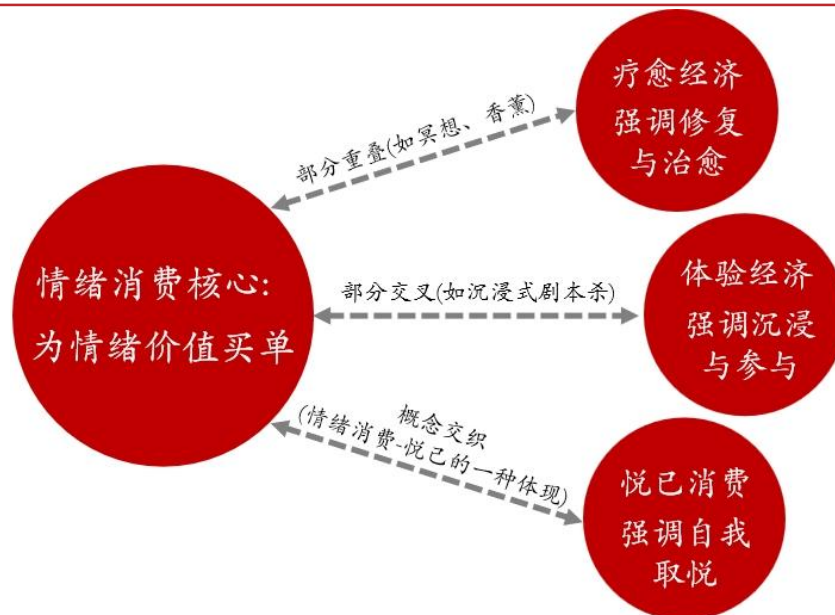 疗愈经济
强调修复
与治愈
部分重叠(如冥想、香薰)
情绪消费核心:
为情绪价值买单
部分交叉(如沉浸式剧本杀)
体验经济
强调沉浸
与参与
概念交织
(情绪消费-悦己的一种体现)
悦己消费
强调自我
取悦